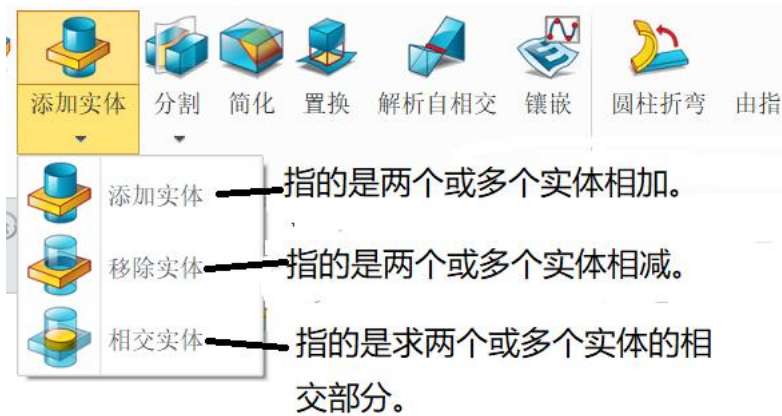 添加实体 分割 简化 置换 解析自相交 镶嵌 圆柱折弯 由指
添加实体 指的是两个或多个实体相加。
移除实体 指的是两个或多个实体相减。
相交实体 指的是求两个或多个实体的相
交部分。